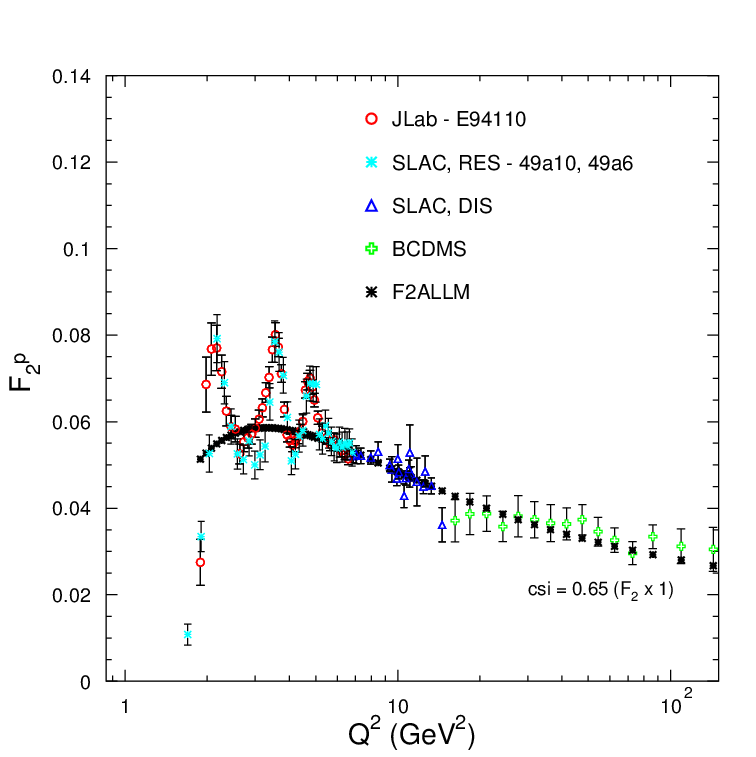 0.14
0.12
0.1
0.08
0.06
0.04
0.02
0
F₂ᵖ
JLab - E94110
SLAC, RES - 49a10, 49a6
SLAC, DIS
BCDMS
F2ALLM
csi = 0.65 (F₂ x 1)
1 10 10²
Q² (GeV²)